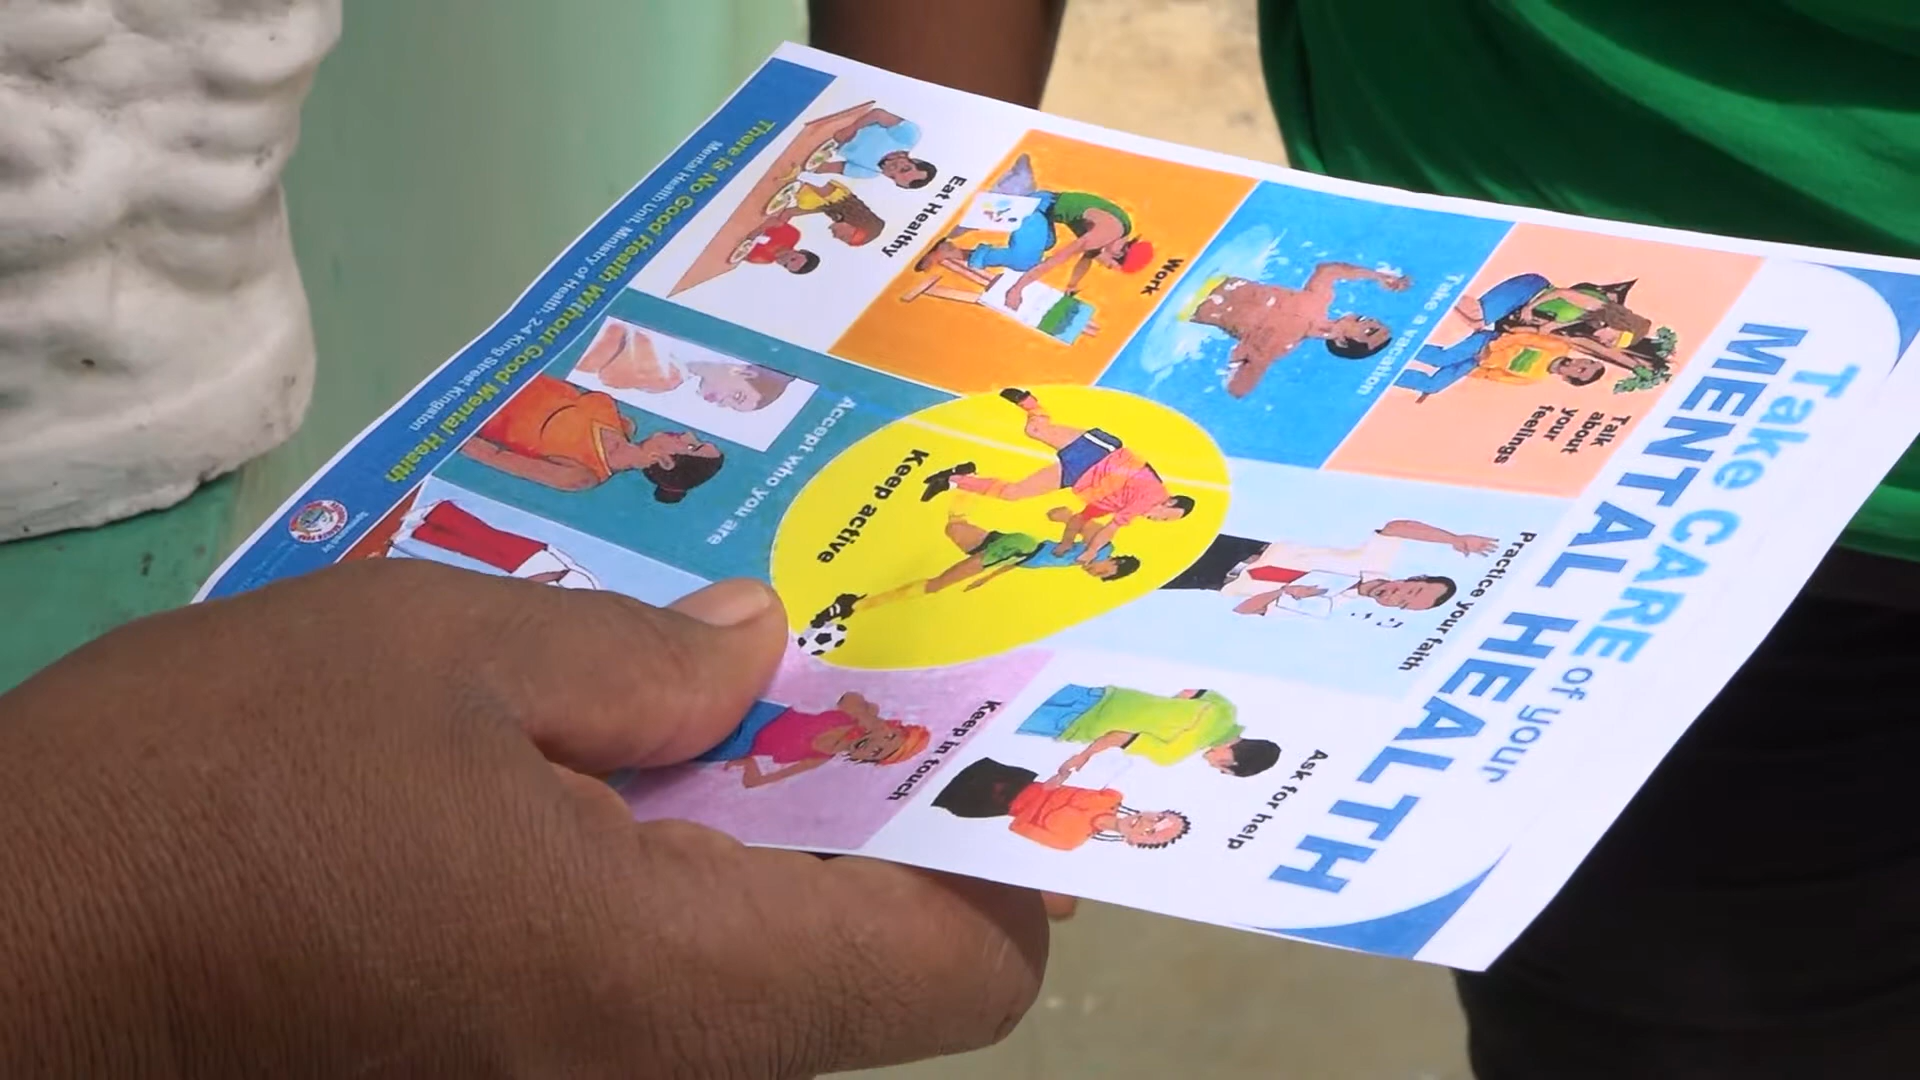 Take CARE of your
MENTAL HEALTH
Talk
about
your
feelings
Practice your faith
Ask for help
Take a vacation
Work
Keep active
Keep in touch
Eat Healthy
Accept who you are
There is No Good Health Without Good Mental Health
Mental Health Unit, Ministry of Health, 2-4 King Street Kingston
Sponsored by